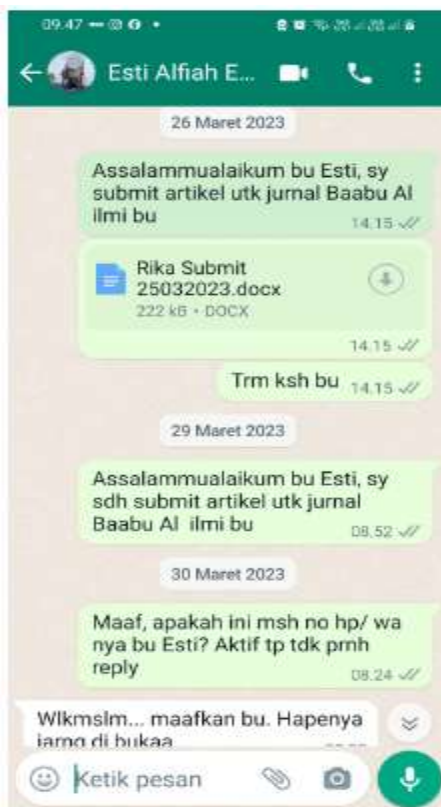 09.47
Esti Alfiah E...
26 Maret 2023
Assalammualaikum bu Esti, sy
submit artikel utk jurnal Baabu Al
ilmi bu
14.15
Rika Submit
25032023.docx
222 kB • DOCX
14.15
Trm ksh bu 14.15
29 Maret 2023
Assalammualaikum bu Esti, sy
sdh submit artikel utk jurnal
Baabu Al ilmi bu
08.52
30 Maret 2023
Maaf, apakah ini msh no hp/ wa
nya bu Esti? Aktif tp tdk prnh
reply
08.24
Wlkmslm... maafkan bu. Hapenya
jarng di bukaa
Ketik pesan